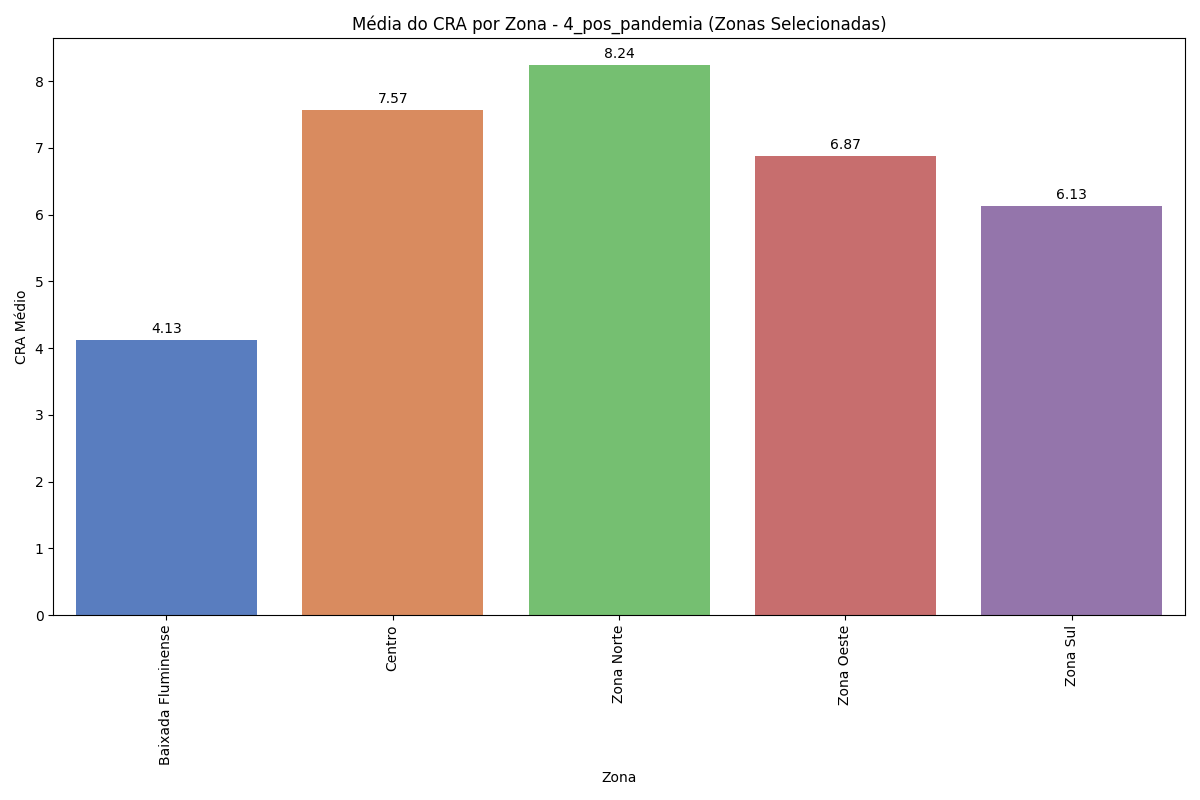 Média do CRA por Zona - 4_pos_pandemia (Zonas Selecionadas)
8.24
7.57
6.87
6.13
4.13
CRA Médio
8
7
6
5
4
3
2
1
0
Baixada Fluminense
Centro
Zona Norte
Zona Oeste
Zona Sul
Zona